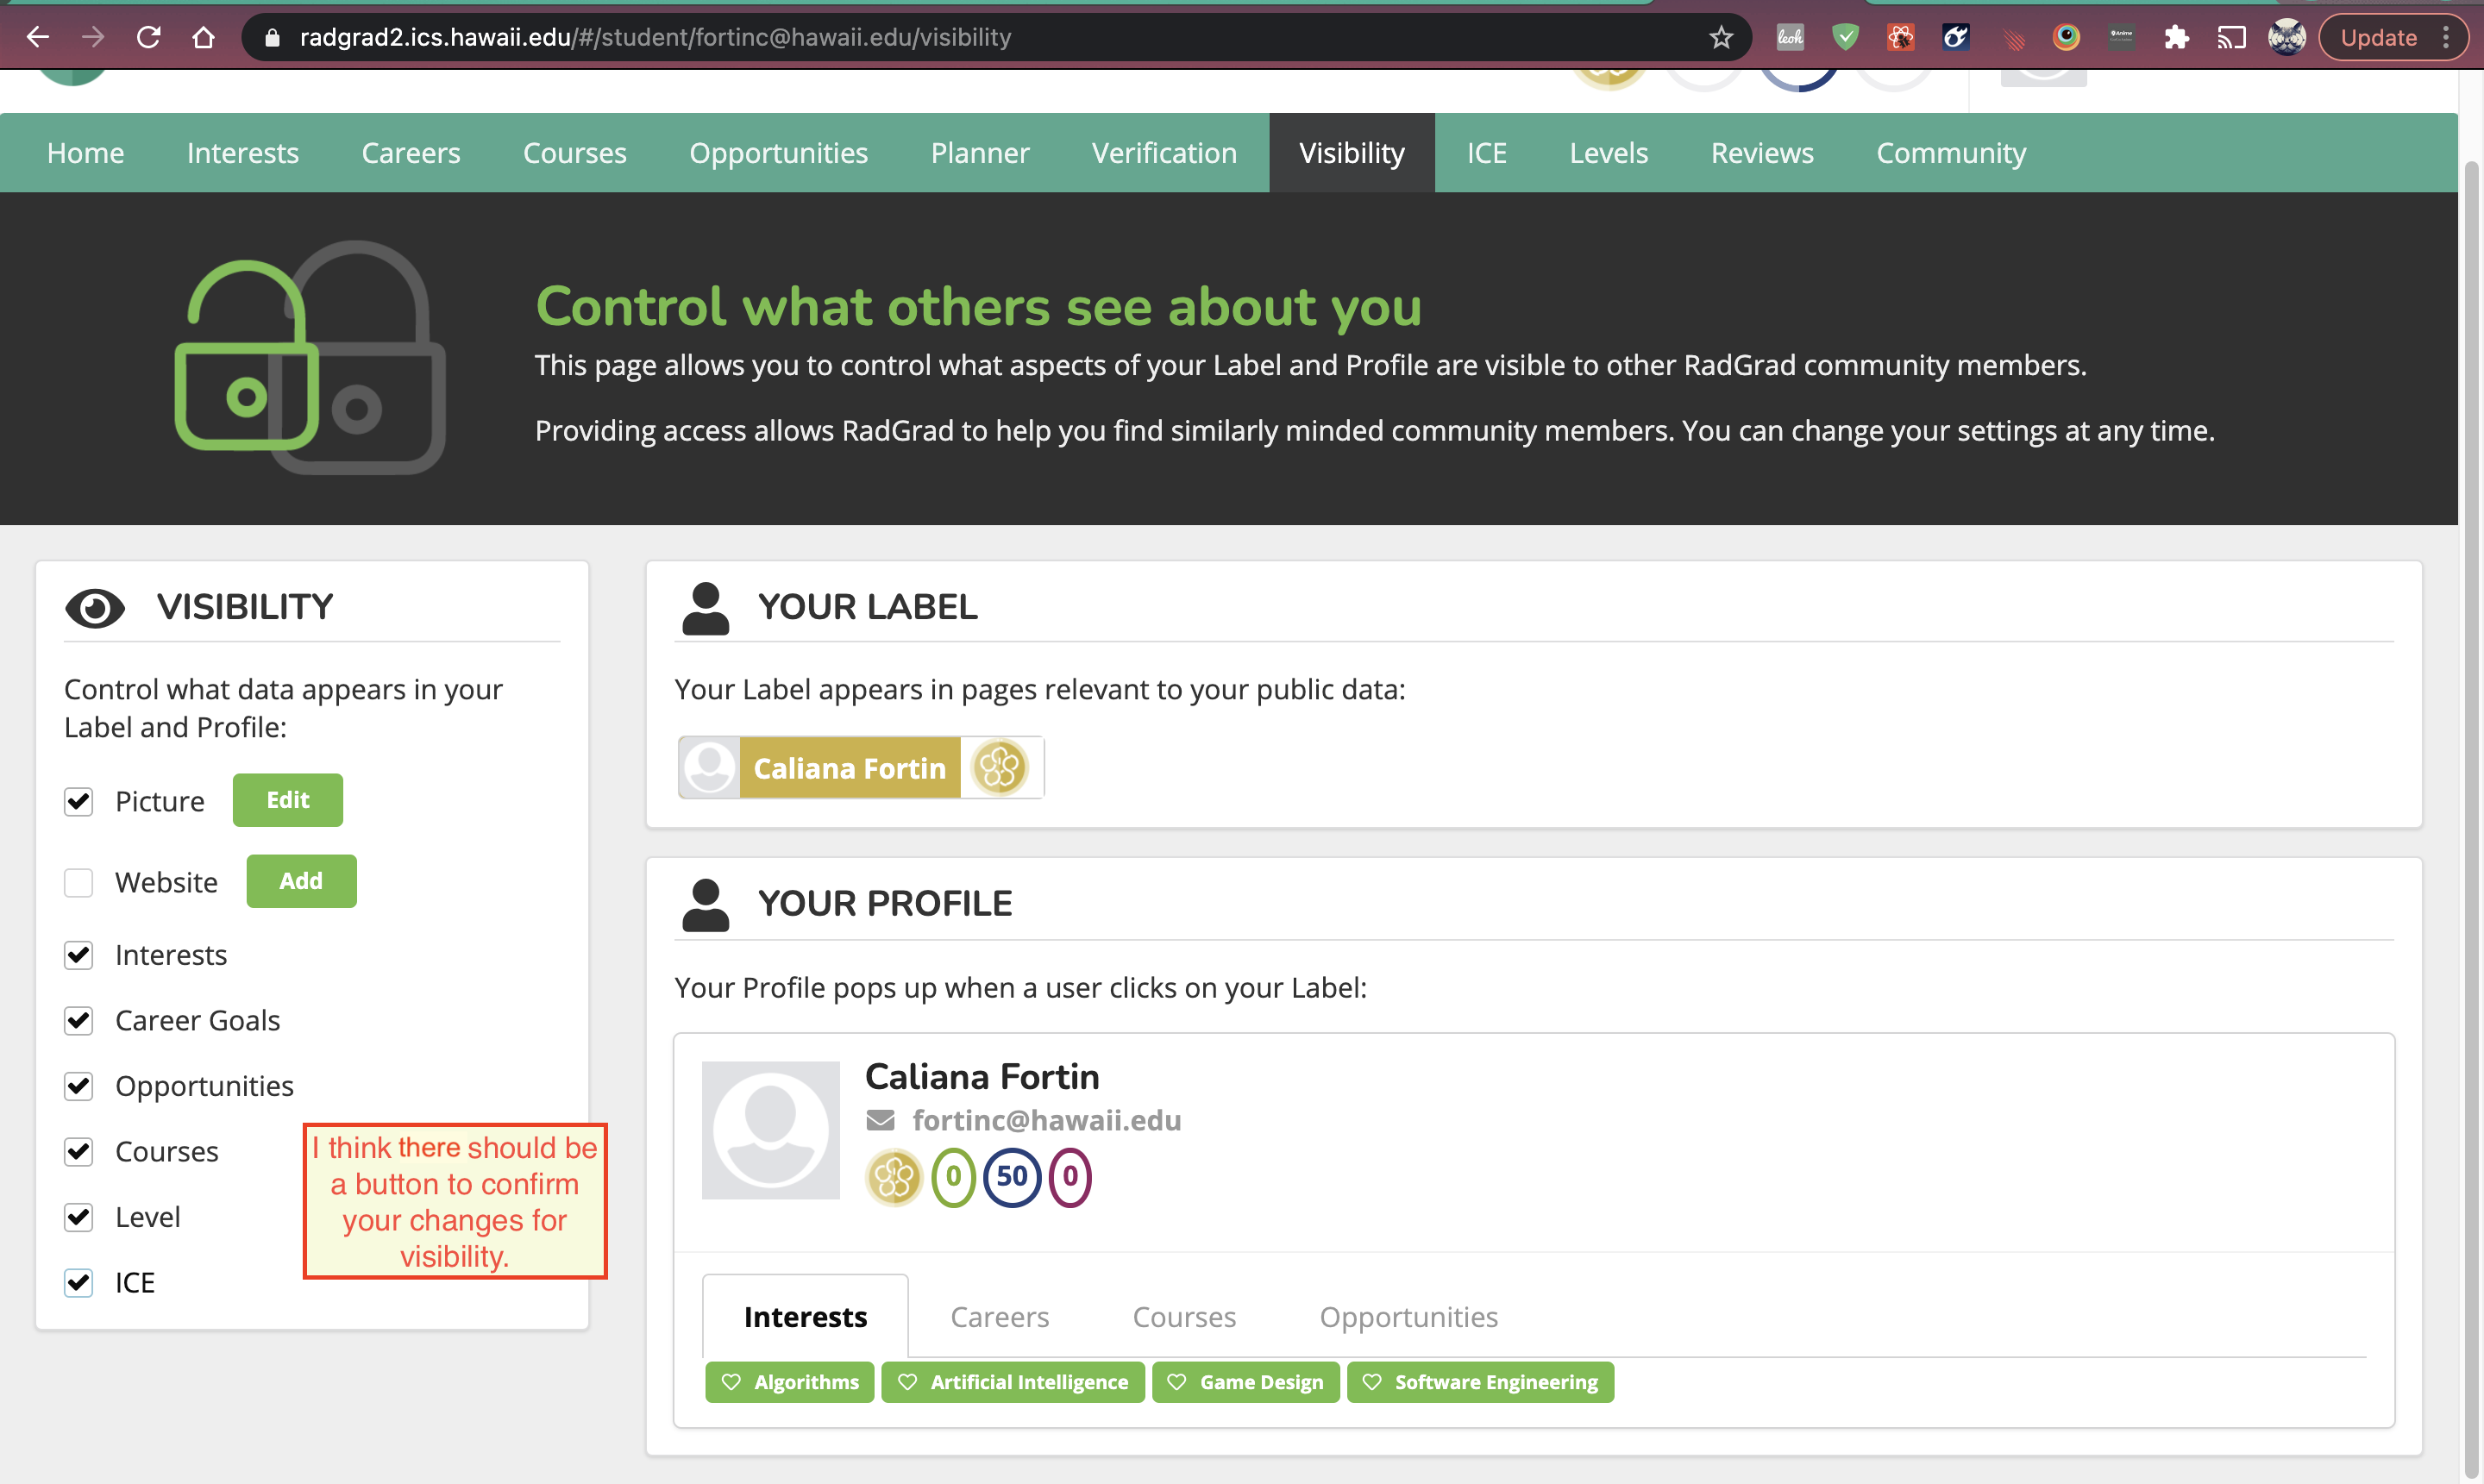 radgrad2.ics.hawaii.edu/#/student/fortinc@hawaii.edu/visibility
leoh
Update
Home Interests Careers Courses Opportunities Planner Verification Visibility ICE Levels Reviews Community
Control what others see about you
This page allows you to control what aspects of your Label and Profile are visible to other RadGrad community members.
Providing access allows RadGrad to help you find similarly minded community members. You can change your settings at any time.
VISIBILITY
Control what data appears in your
Label and Profile:
Picture Edit
Website Add
Interests
Career Goals
Opportunities
Courses
Level
ICE
I think there should be
a button to confirm
your changes for
visibility.
YOUR LABEL
Your Label appears in pages relevant to your public data:
Caliana Fortin
YOUR PROFILE
Your Profile pops up when a user clicks on your Label:
Caliana Fortin
fortinc@hawaii.edu
0 50 0
Interests Careers Courses Opportunities
Algorithms Artificial Intelligence Game Design Software Engineering